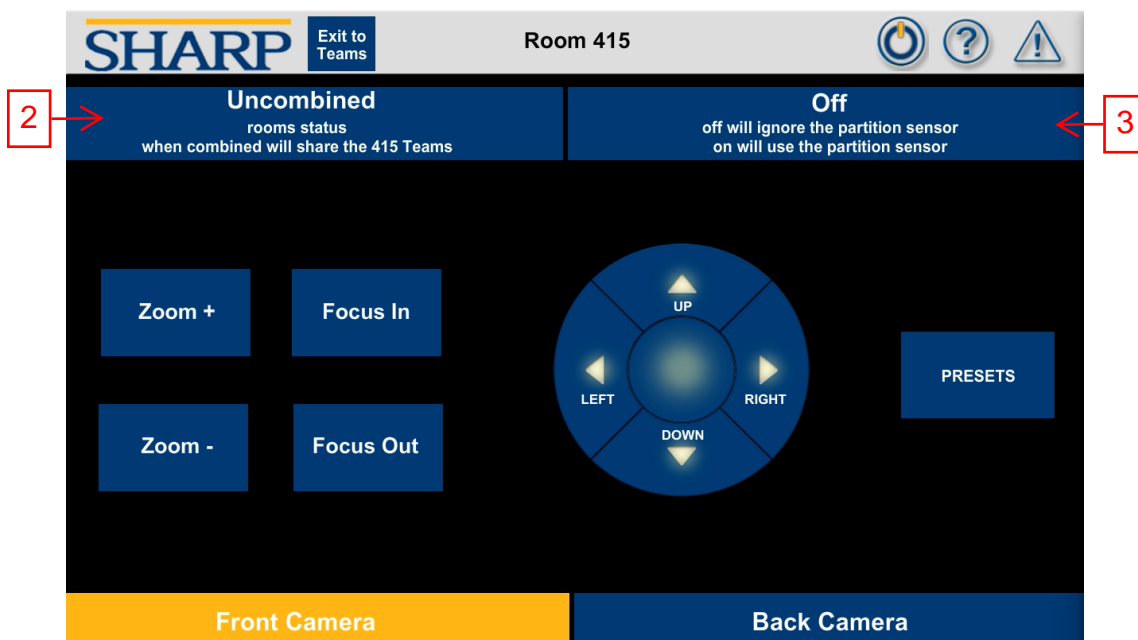 SHARP
Exit to
Teams
Room 415
?
!
2
Uncombined
rooms status
when combined will share the 415 Teams
Off
off will ignore the partition sensor
on will use the partition sensor
3
Zoom +
Focus In
UP
LEFT
RIGHT
DOWN
PRESETS
Zoom -
Focus Out
Front Camera
Back Camera